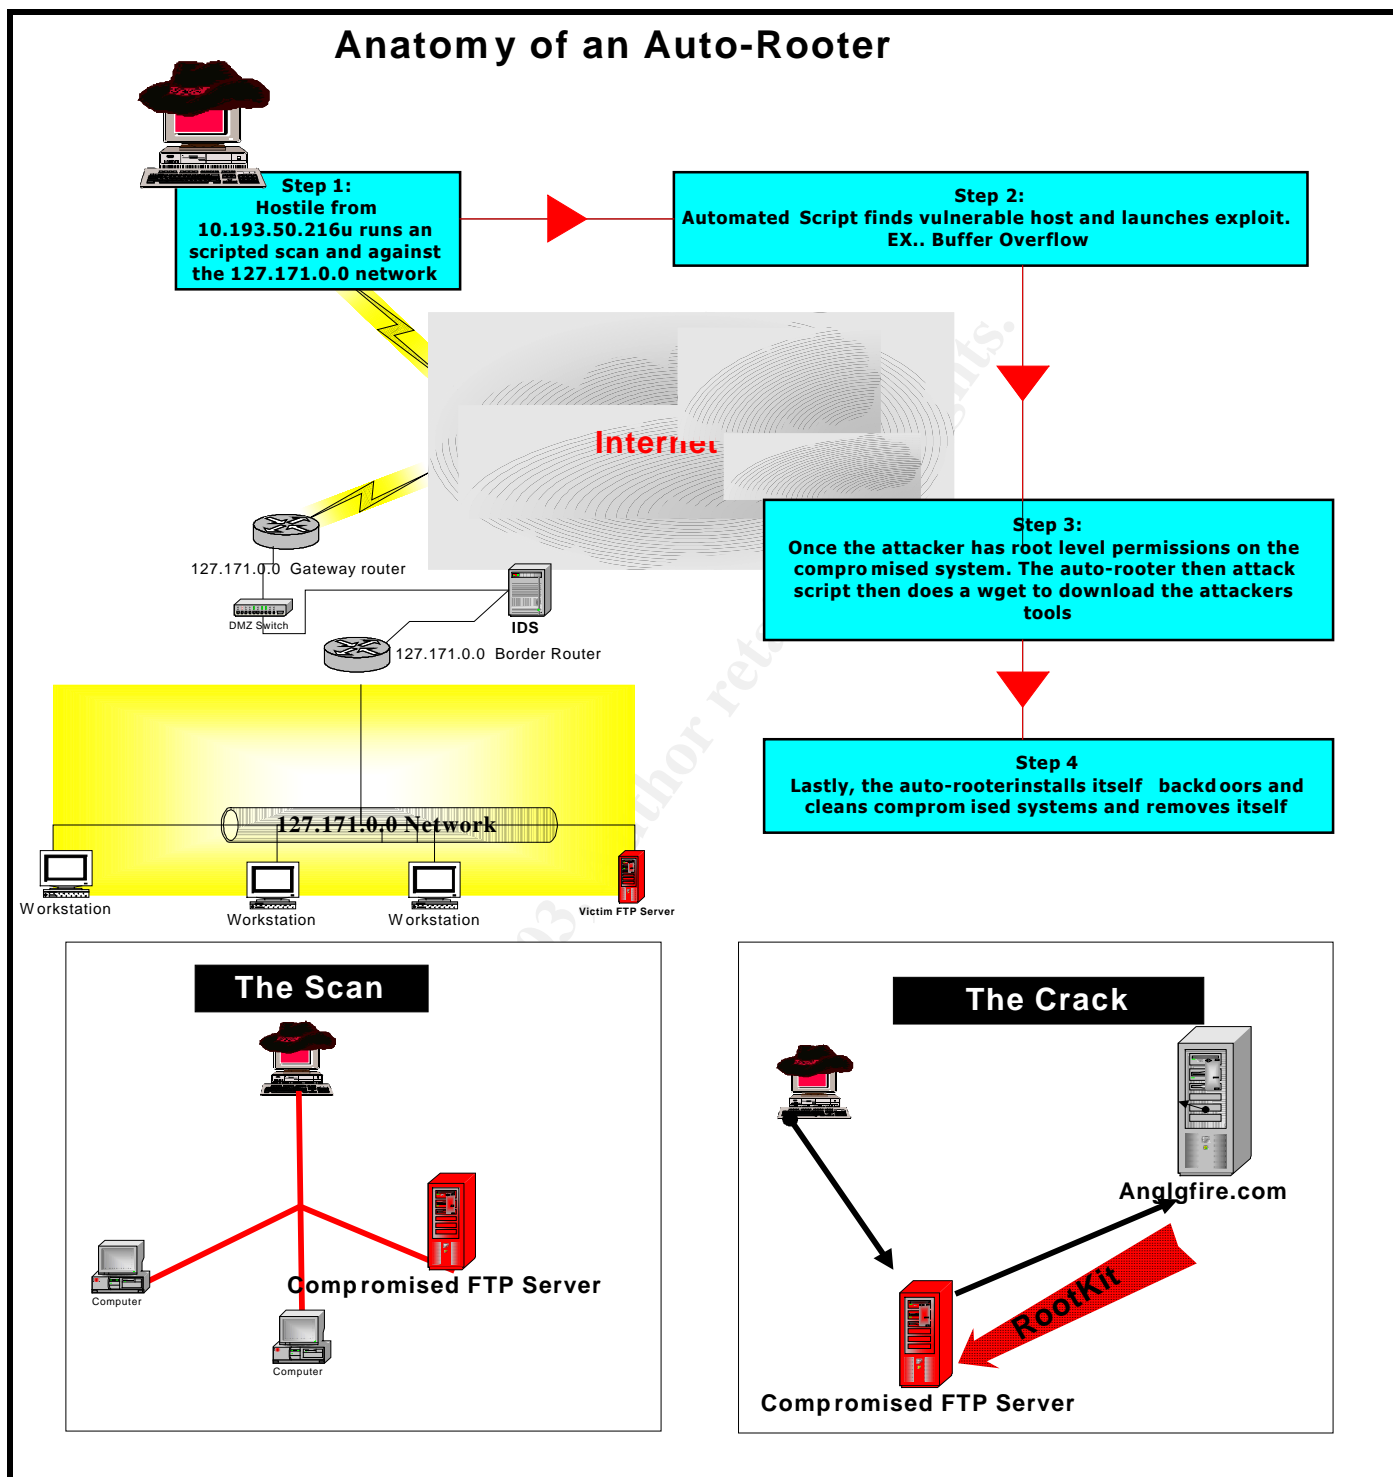 Anatomy of an Auto-Rooter
Step 1:
Hostile from
10.193.50.216u runs an
scripted scan and against
the 127.171.0.0 network
Step 2:
Automated Script finds vulnerable host and launches exploit.
EX.. Buffer Overflow
Internet
Step 3:
Once the attacker has root level permissions on the
compromised system. The auto-rooter then attack
script then does a wget to download the attackers
tools
127.171.0.0 Gateway router
DMZ Switch
IDS
127.171.0.0 Border Router
Step 4
Lastly, the auto-rooterinstalls itself backdoors and
cleans compromised systems and removes itself
127.171.0.0 Network
Workstation
Workstation
Workstation
Victim FTP Server
The Scan
Compromised FTP Server
Computer
Computer
The Crack
Anglgfire.com
RootKit
Compromised FTP Server